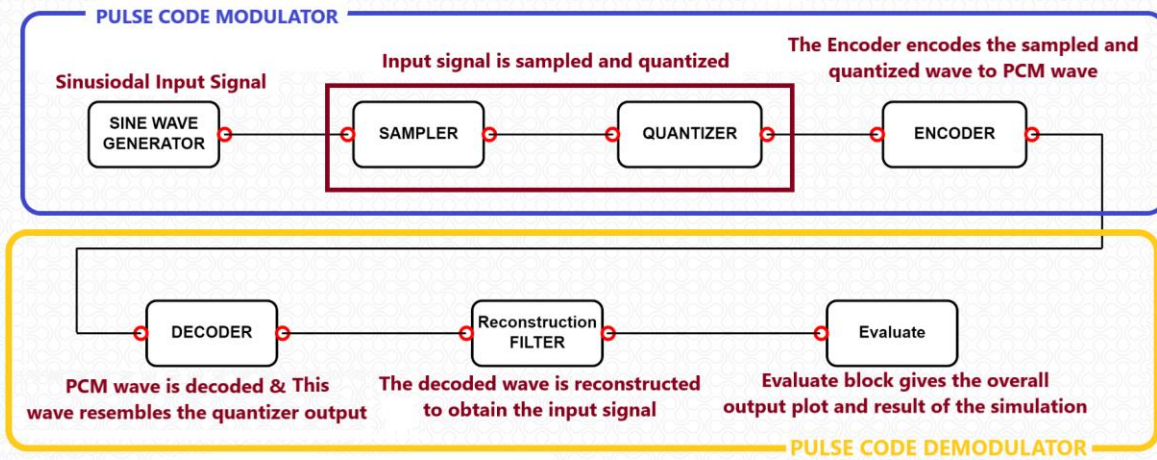 PULSE CODE MODULATOR
Sinusiodal Input Signal
Input signal is sampled and quantized
The Encoder encodes the sampled and
quantized wave to PCM wave
SINE WAVE
GENERATOR
SAMPLER
QUANTIZER
ENCODER
DECODER
Reconstruction
FILTER
Evaluate
PCM wave is decoded & This
wave resembles the quantizer output
The decoded wave is reconstructed
to obtain the input signal
Evaluate block gives the overall
output plot and result of the simulation
PULSE CODE DEMODULATOR